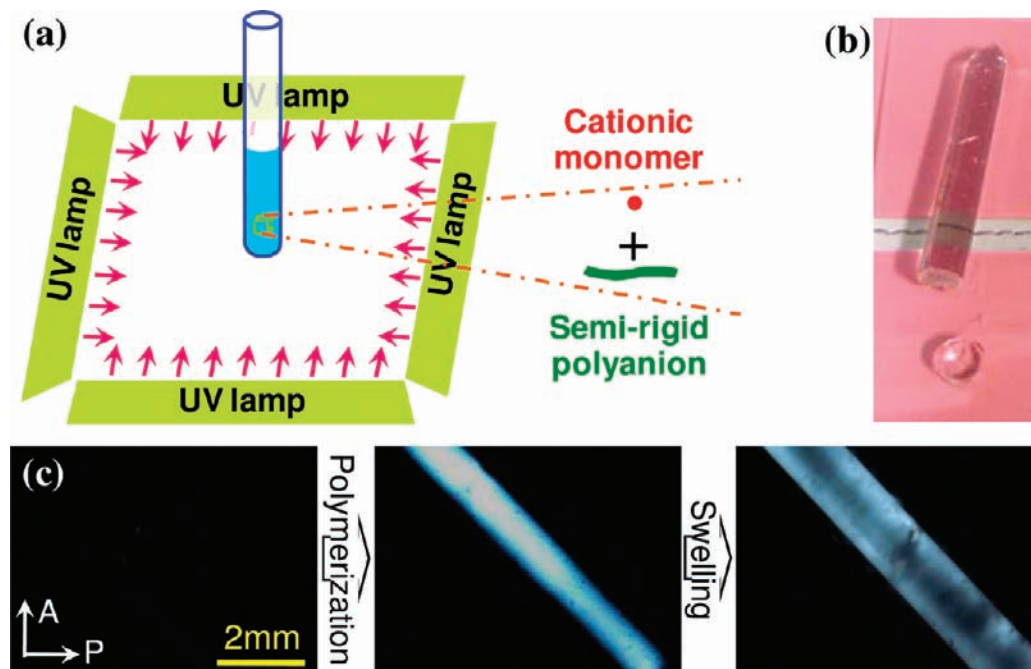 (a)
UV lamp
UV lamp
UV lamp
UV lamp
Cationic
monomer
+
Semi-rigid
polyanion
(b)
(c)
A
P
2mm
Polymerization
Swelling